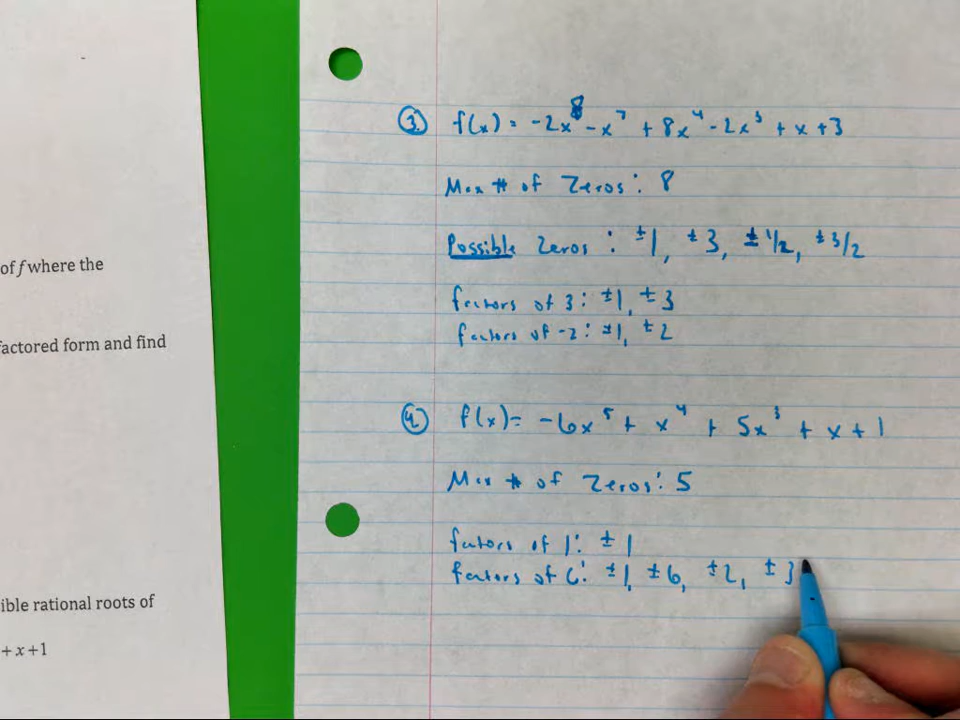 of f where the
actored form and find
ible rational roots of
+ x + 1
③ f(x) = -2x⁸ - x⁷ + 8x⁴ - 2x³ + x + 3
Max # of Zeros: 8
Possible Zeros: ±1, ±3, ±1/2, ±3/2
factors of 3: ±1, ±3
factors of -2: ±1, ±2
④ f(x) = -6x⁵ + x⁴ + 5x³ + x + 1
Max # of Zeros: 5
fators of 1: ± 1
factors of 6: ±1, ±6, ±2, ±3